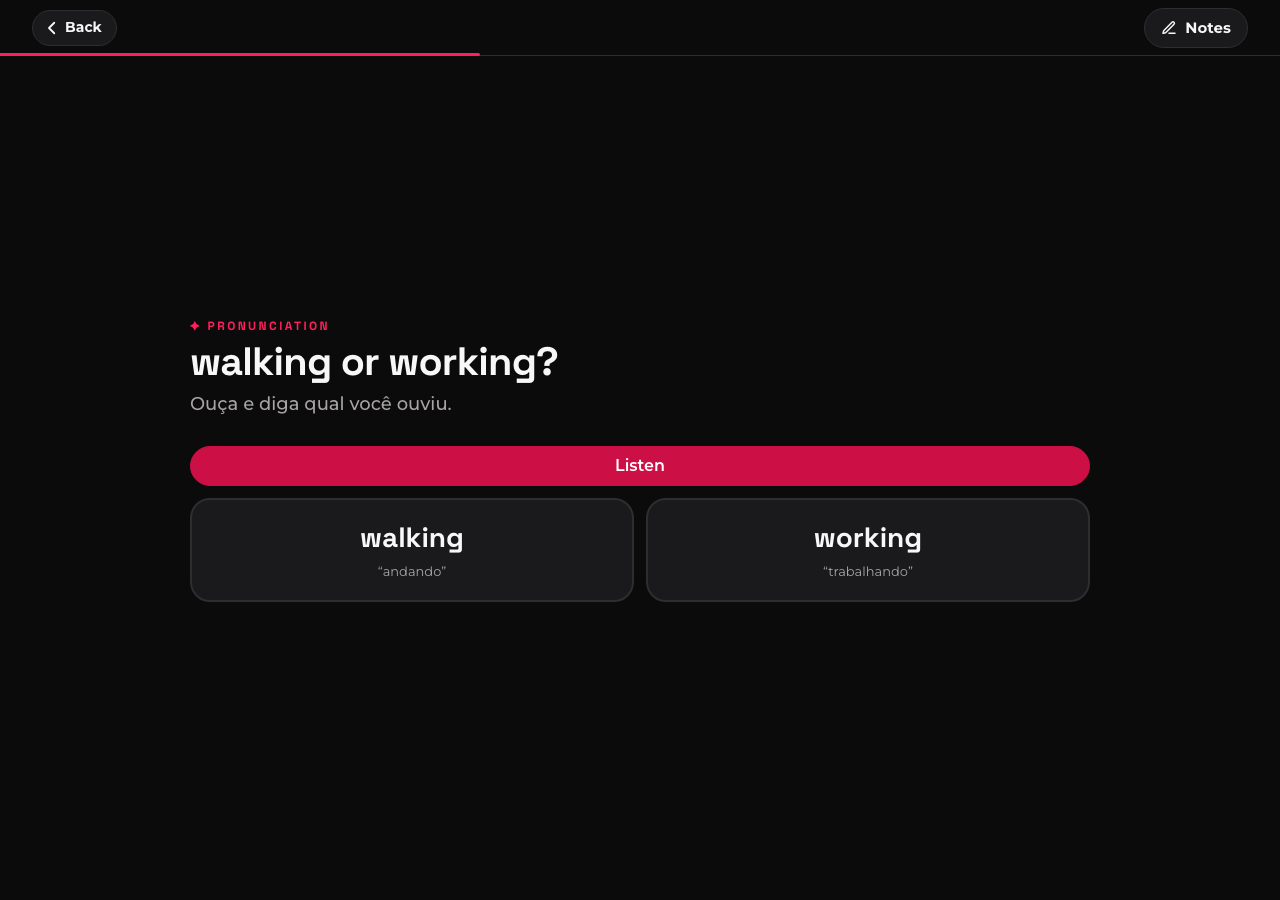 Back
Notes
PRONUNCIATION
walking or working?
Ouça e diga qual você ouviu.
Listen
walking
“andando”
working
“trabalhando”